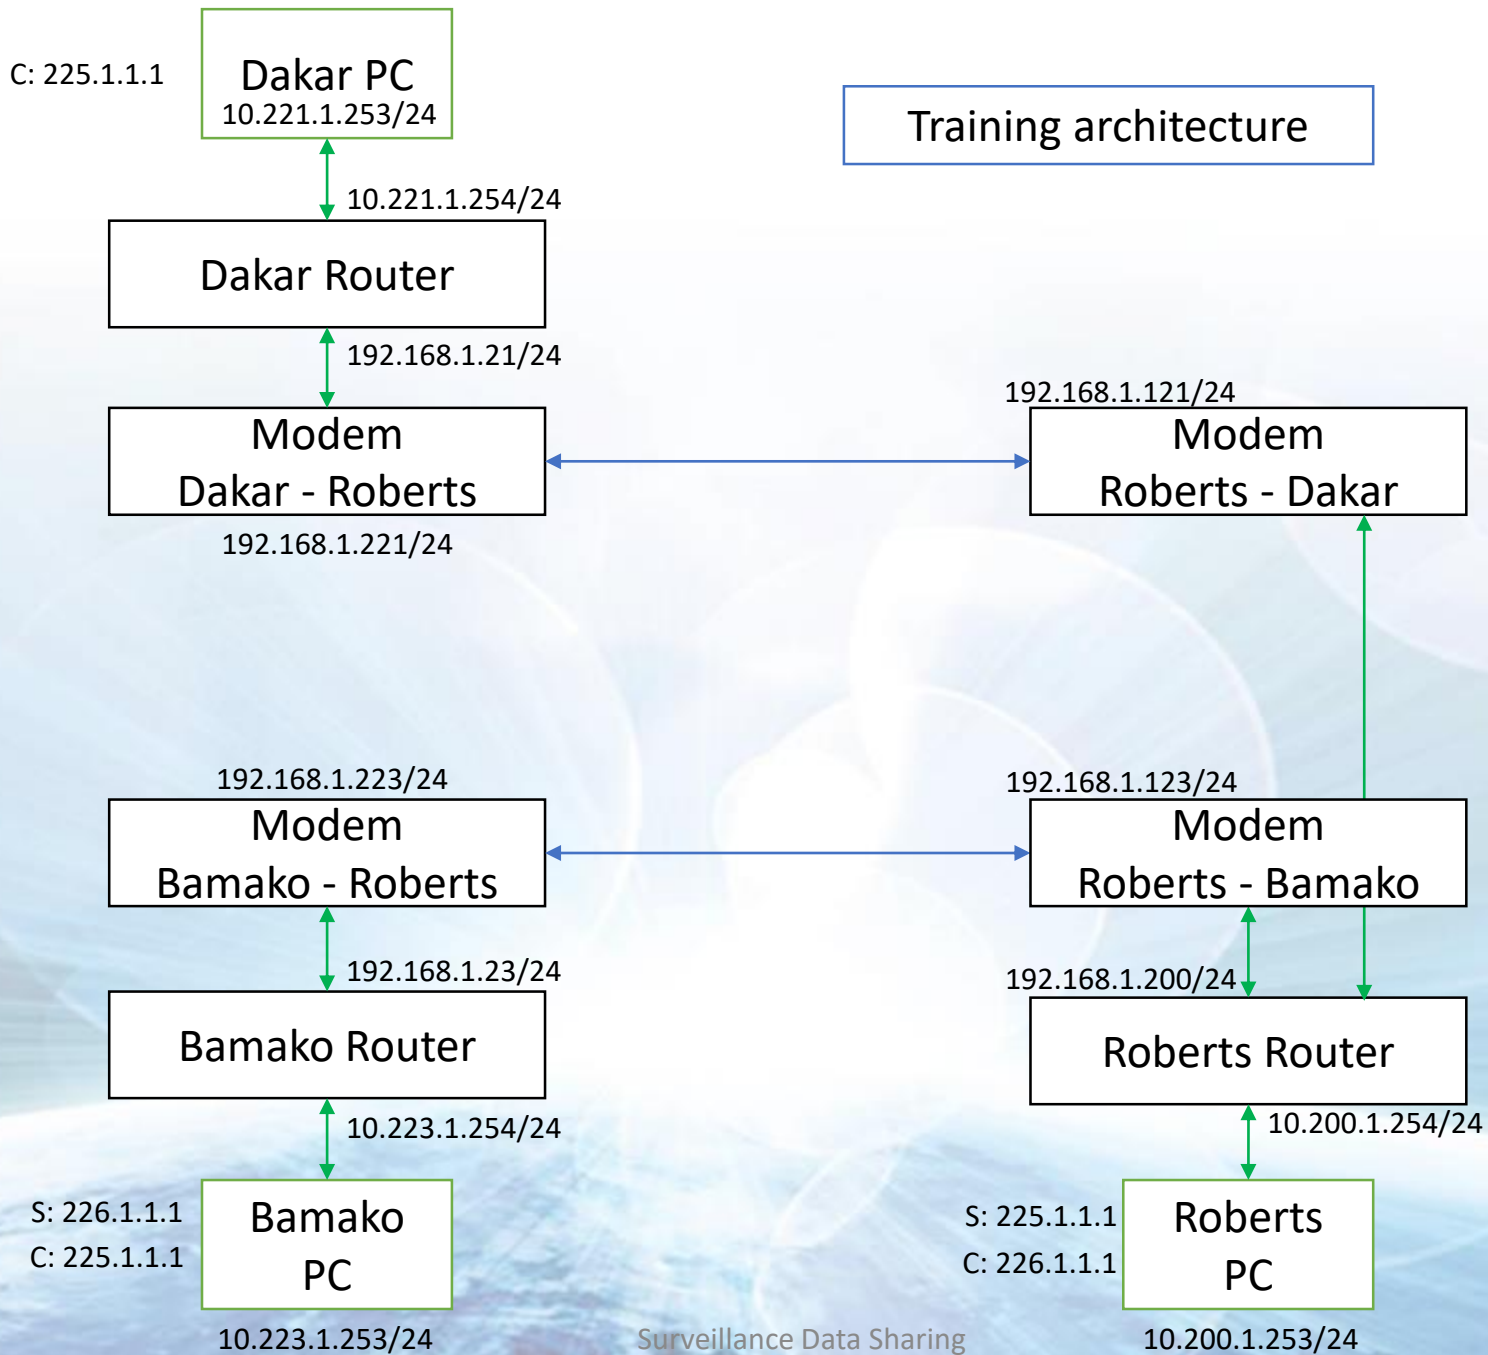 C: 225.1.1.1
Dakar PC
10.221.1.253/24
Training architecture
10.221.1.254/24
Dakar Router
192.168.1.21/24
Modem
Dakar - Roberts
192.168.1.221/24
192.168.1.121/24
Modem
Roberts - Dakar
192.168.1.223/24
Modem
Bamako - Roberts
192.168.1.123/24
Modem
Roberts - Bamako
192.168.1.23/24
Bamako Router
192.168.1.200/24
Roberts Router
10.223.1.254/24
10.200.1.254/24
S: 226.1.1.1
C: 225.1.1.1
Bamako
PC
10.223.1.253/24
S: 225.1.1.1
C: 226.1.1.1
Roberts
PC
10.200.1.253/24
Surveillance Data Sharing